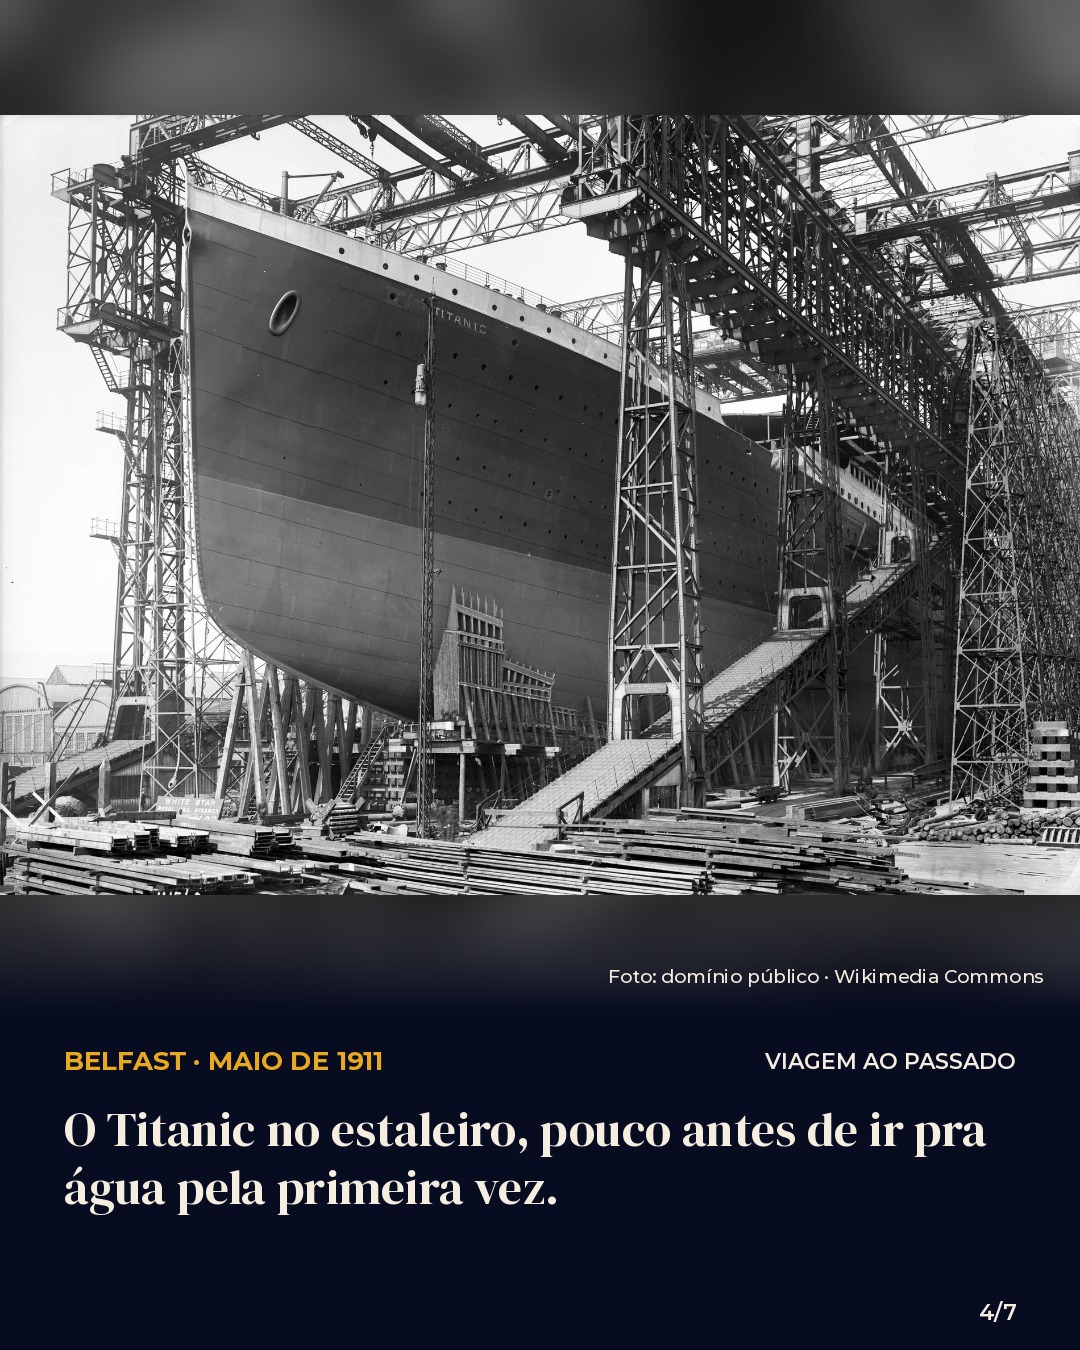 TITANIC
WHITE STAR
Foto: domínio público · Wikimedia Commons
BELFAST · MAIO DE 1911
VIAGEM AO PASSADO
O Titanic no estaleiro, pouco antes de ir pra
água pela primeira vez.
4/7